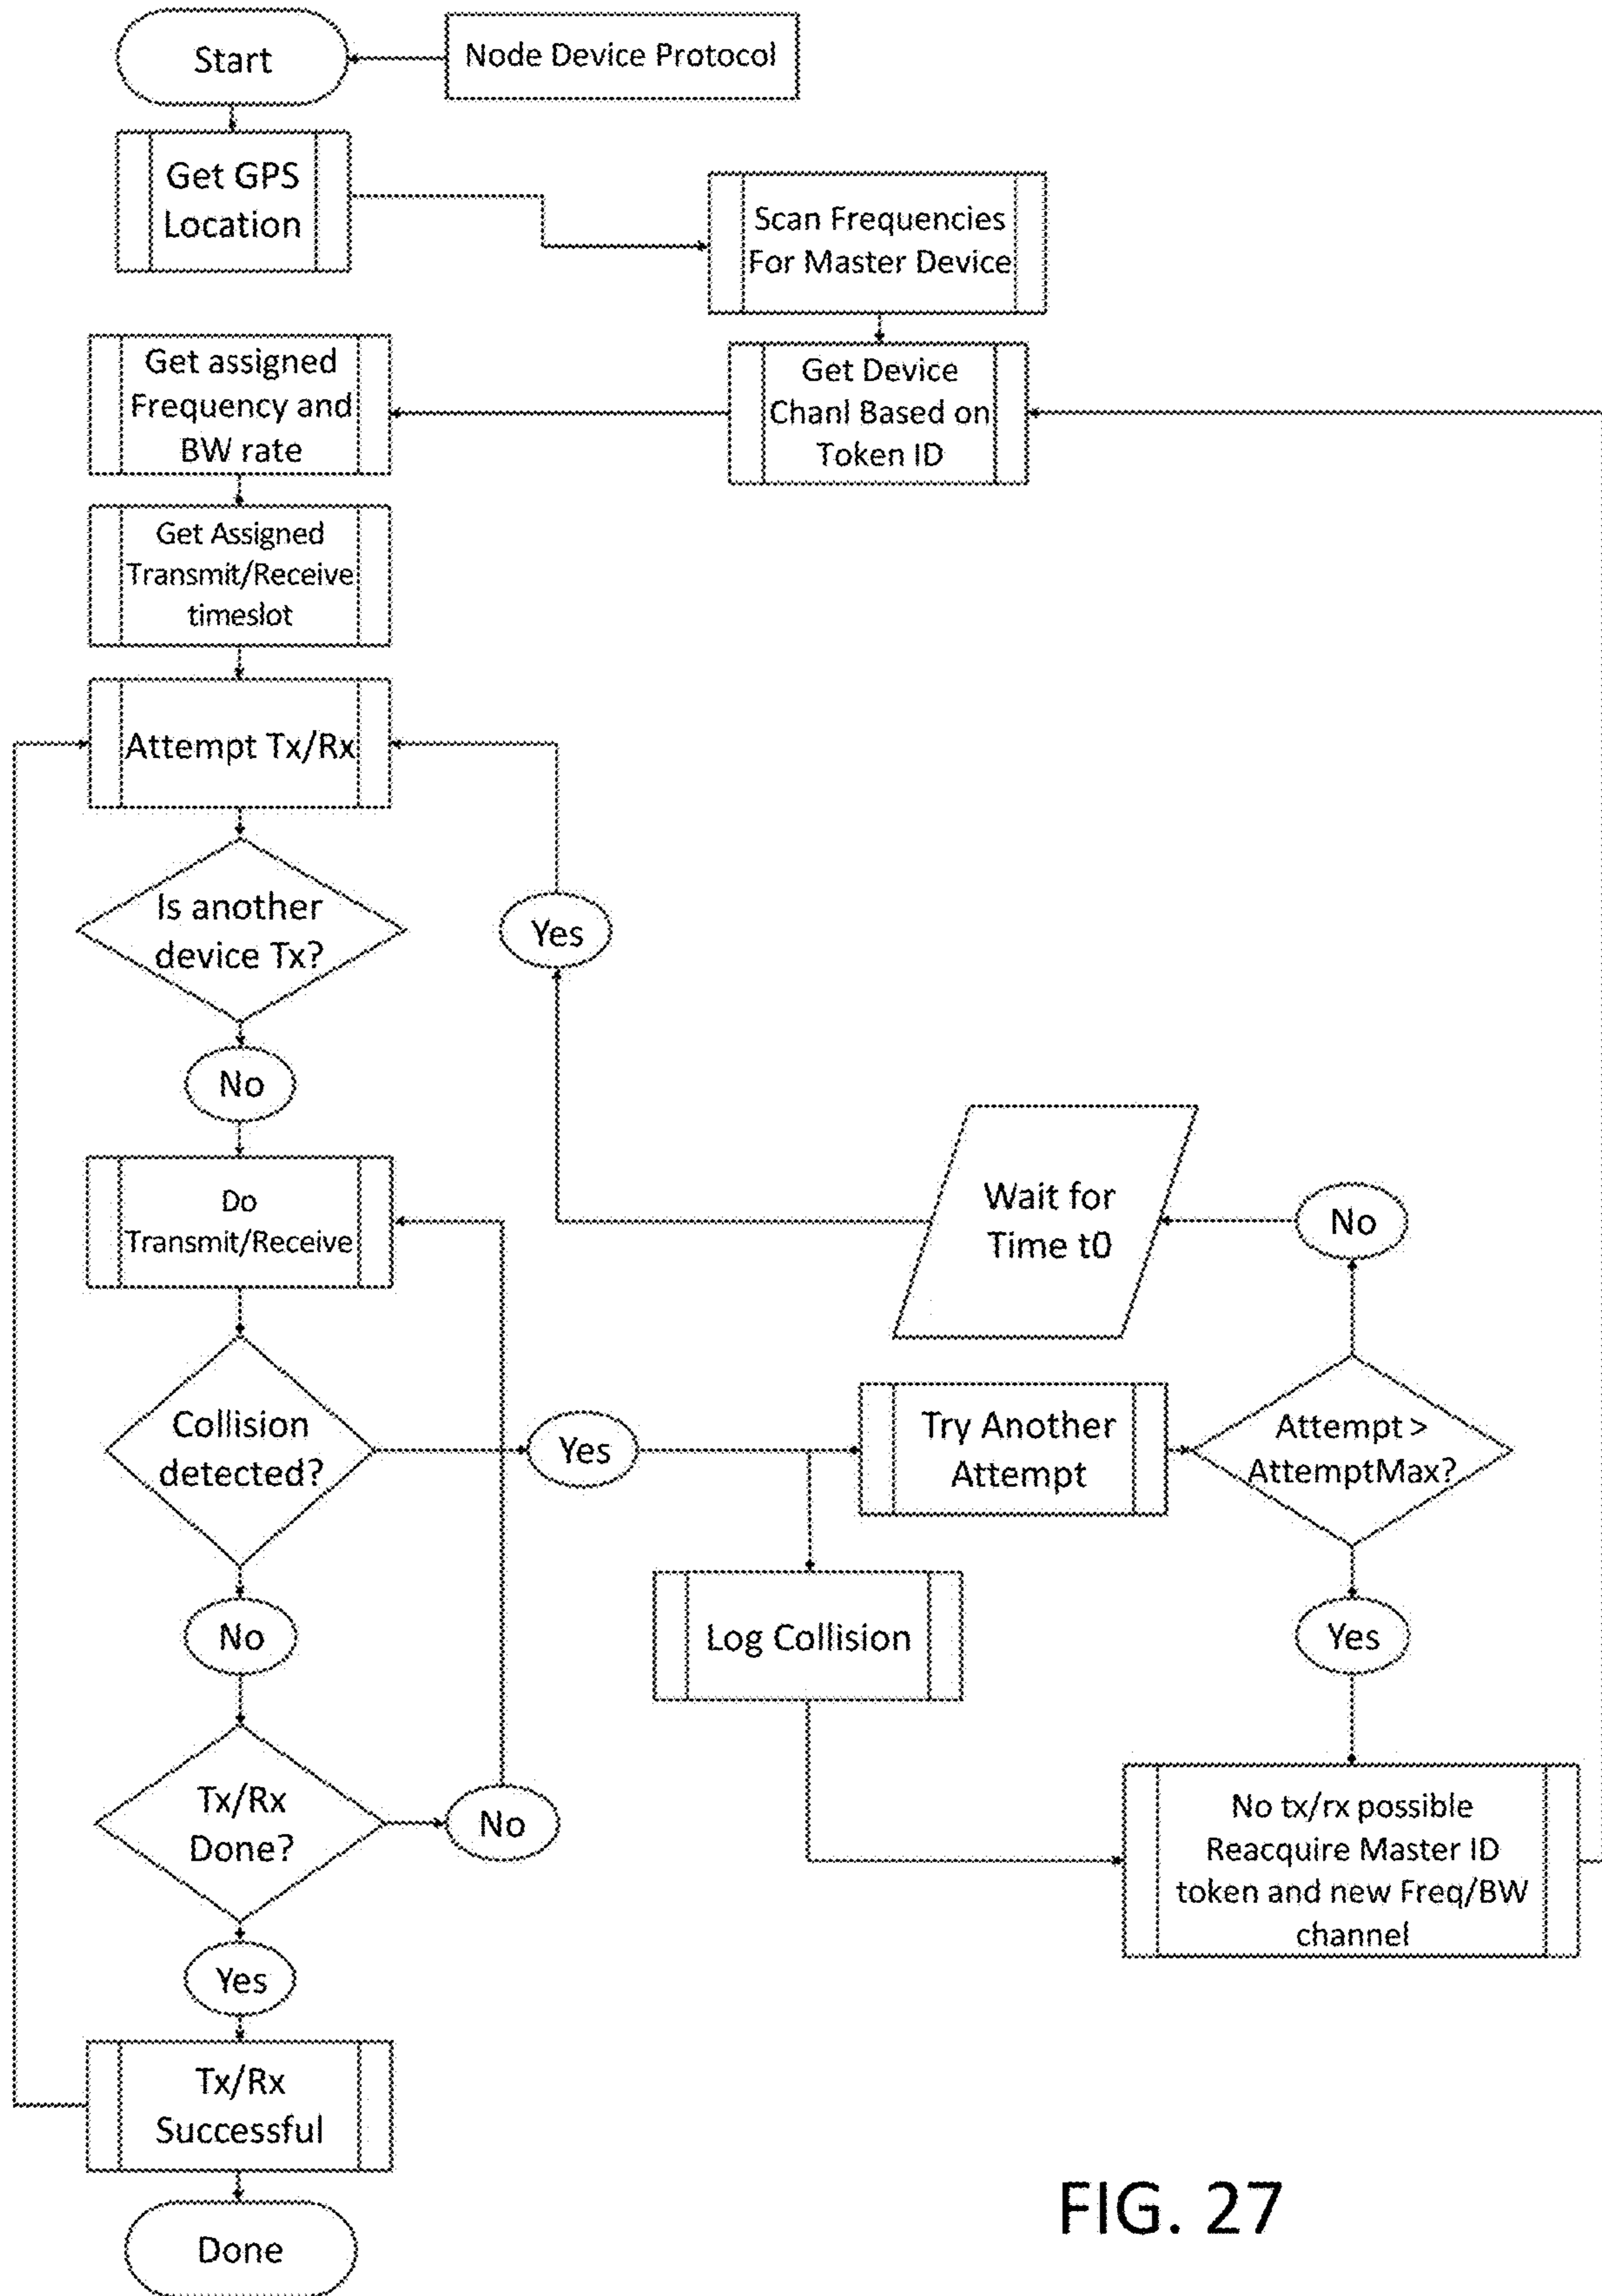 Start
Node Device Protocol
Get GPS
Location
Scan Frequencies
For Master Device
Get Device
Chanl Based on
Token ID
Get assigned
Frequency and
BW rate
Get Assigned
Transmit/Receive
timeslot
Attempt Tx/Rx
Is another
device Tx?
Yes
No
Do
Transmit/Receive
Wait for
Time t0
No
Collision
detected?
Yes
Try Another
Attempt
Attempt >
AttemptMax?
No
Log Collision
Yes
Tx/Rx
Done?
No
No tx/rx possible
Reacquire Master ID
token and new Freq/BW
channel
Yes
Tx/Rx
Successful
Done
FIG. 27